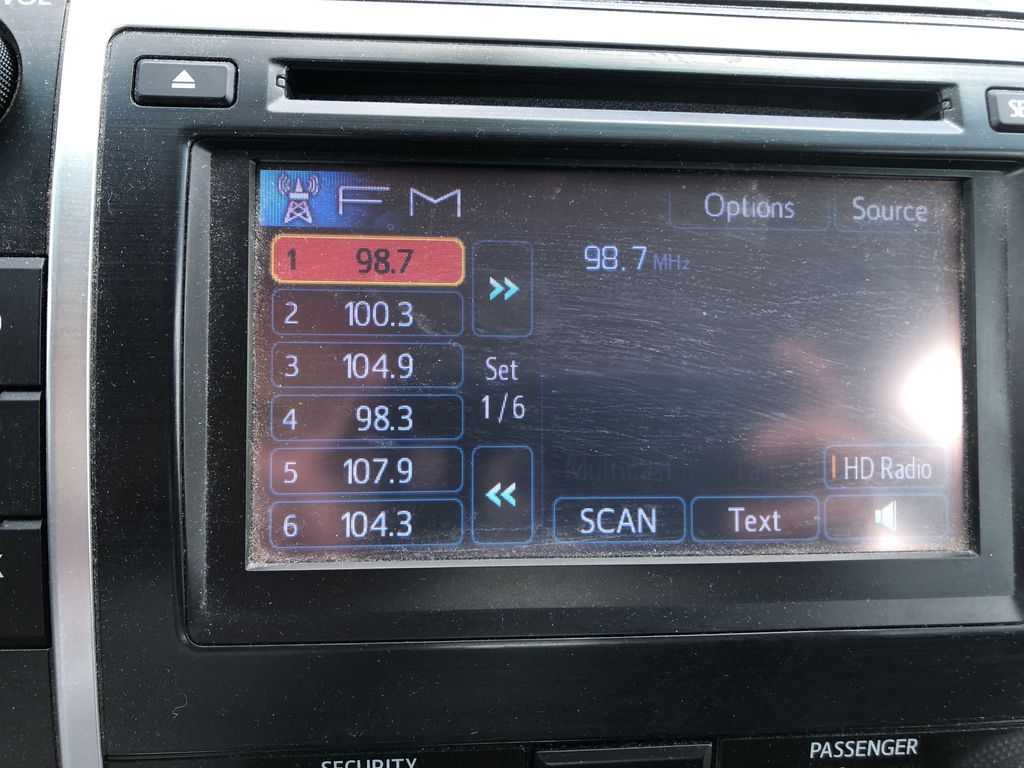 FM
Options
Source
1 98.7
98.7 MHz
2 100.3
3 104.9
Set
1/6
4 98.3
5 107.9
HD Radio
6 104.3
SCAN
Text
SECURITY
PASSENGER